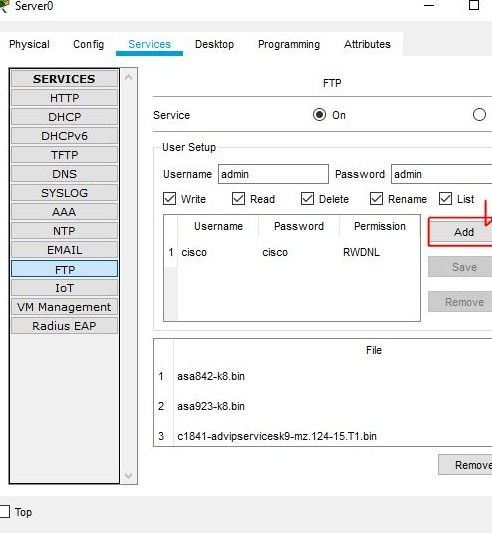 Server0
Physical Config Services Desktop Programming Attributes
SERVICES
HTTP
DHCP
DHCPv6
TFTP
DNS
SYSLOG
AAA
NTP
EMAIL
FTP
IoT
VM Management
Radius EAP
FTP
Service On
User Setup
Username admin Password admin
Write Read Delete Rename List
Username Password Permission
1 cisco cisco RWDNL
Add
Save
Remove
File
1 asa842-k8.bin
2 asa923-k8.bin
3 c1841-advipservicesk9-mz.124-15.T1.bin
Remove
Top